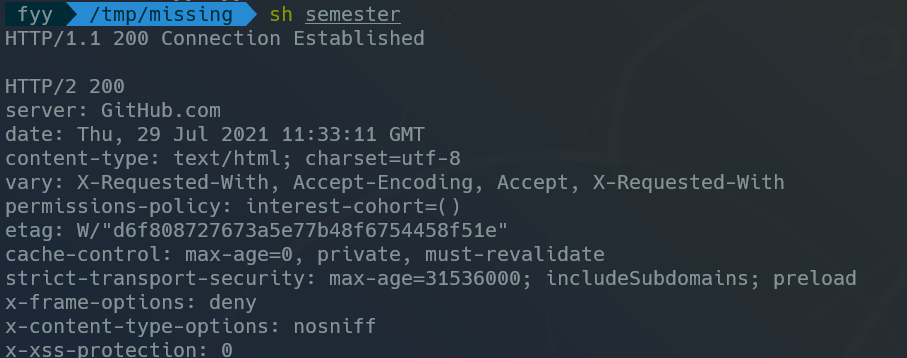 fyy /tmp/missing sh semester
HTTP/1.1 200 Connection Established
HTTP/2 200
server: GitHub.com
date: Thu, 29 Jul 2021 11:33:11 GMT
content-type: text/html; charset=utf-8
vary: X-Requested-With, Accept-Encoding, Accept, X-Requested-With
permissions-policy: interest-cohort=()
etag: W/"d6f808727673a5e77b48f6754458f51e"
cache-control: max-age=0, private, must-revalidate
strict-transport-security: max-age=31536000; includeSubdomains; preload
x-frame-options: deny
x-content-type-options: nosniff
x-xss-protection: 0